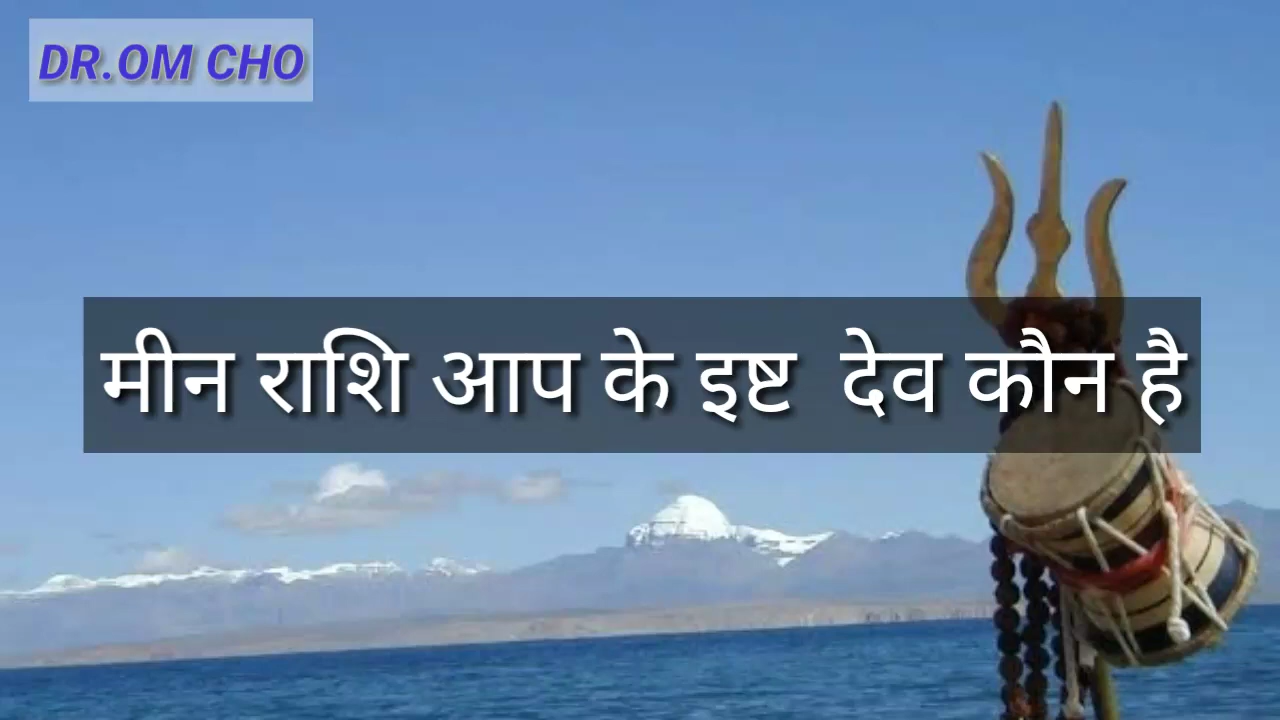 DR.OM CHO
मीन राशि आप के इष्ट देव कौन है